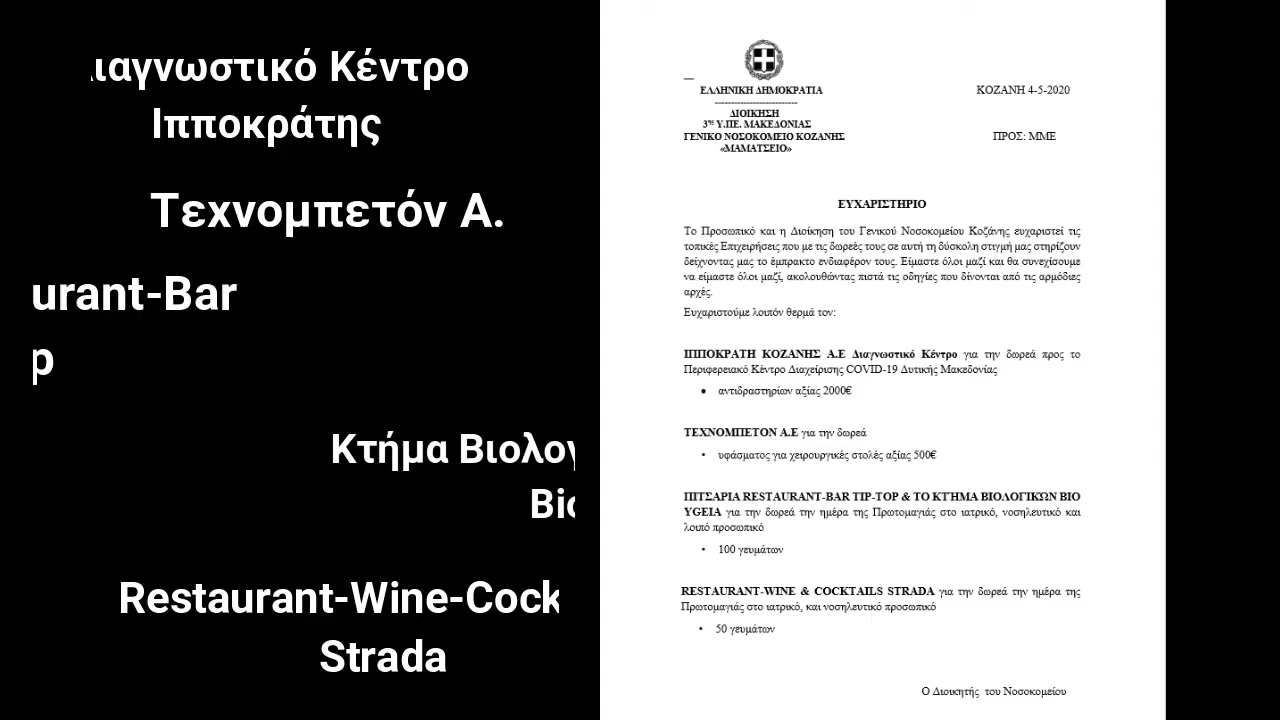 ιαγνωστικό Κέντρο
Ιπποκράτης
Τεχνομπετόν Α.
urant-Bar
p
Κτήμα Βιολογ
Bio
Restaurant-Wine-Cock
Strada
ΕΛΛΗΝΙΚΗ ΔΗΜΟΚΡΑΤΙΑ
ΔΙΟΙΚΗΣΗ
3ης Υ.ΠΕ. ΜΑΚΕΔΟΝΙΑΣ
ΓΕΝΙΚΟ ΝΟΣΟΚΟΜΕΙΟ ΚΟΖΑΝΗΣ
«ΜΑΜΑΤΣΕΙΟ»
ΚΟΖΑΝΗ 4-5-2020
ΠΡΟΣ: ΜΜΕ
ΕΥΧΑΡΙΣΤΗΡΙΟ
Το Προσωπικό και η Διοίκηση του Γενικού Νοσοκομείου Κοζάνης ευχαριστεί τις
τοπικές Επιχειρήσεις που με τις δωρεές τους σε αυτή τη δύσκολη στιγμή μας στηρίζουν
δείχνοντας μας το έμπρακτο ενδιαφέρον τους. Είμαστε όλοι μαζί και θα συνεχίσουμε
να είμαστε όλοι μαζί, ακολουθώντας πιστά τις οδηγίες που δίνονται από τις αρμόδιες
αρχές.
Ευχαριστούμε λοιπόν θερμά τον:
ΙΠΠΟΚΡΑΤΗ ΚΟΖΑΝΗΣ Α.Ε Διαγνωστικό Κέντρο για την δωρεά προς το
Περιφερειακό Κέντρο Διαχείρισης COVID-19 Δυτικής Μακεδονίας
• αντιδραστηρίων αξίας 2000€
ΤΕΧΝΟΜΠΕΤΟΝ Α.Ε για την δωρεά
• υφάσματος για χειρουργικές στολές αξίας 500€
ΠΙΤΣΑΡΙΑ RESTAURANT-BAR TIP-TOP & ΤΟ ΚΤΗΜΑ ΒΙΟΛΟΓΙΚΏΝ BIO
YGEIA για την δωρεά την ημέρα της Πρωτομαγιάς στο ιατρικό, νοσηλευτικό και
λοιπό προσωπικό
• 100 γευμάτων
RESTAURANT-WINE & COCKTAILS STRADA για την δωρεά την ημέρα της
Πρωτομαγιάς στο ιατρικό, και νοσηλευτικό προσωπικό
• 50 γευμάτων
Ο Διοικητής του Νοσοκομείου